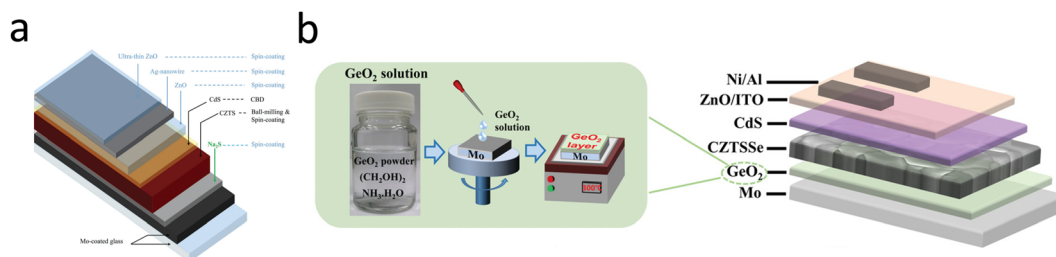 a
Ultra-thin ZnO
Spin-coating
Ag-nanowire
Spin-coating
ZnO
Spin-coating
CdS
CBD
CZTS
Ball-milling &
Spin-coating
Na₂S
Spin-coating
Mo-coated glass
b
GeO₂ solution
GeO₂ powder
(CH₂OH)₂
NH₃.H₂O
GeO₂
solution
Mo
GeO₂
layer
Mo
Ni/Al
ZnO/ITO
CdS
CZTSSe
GeO₂
Mo